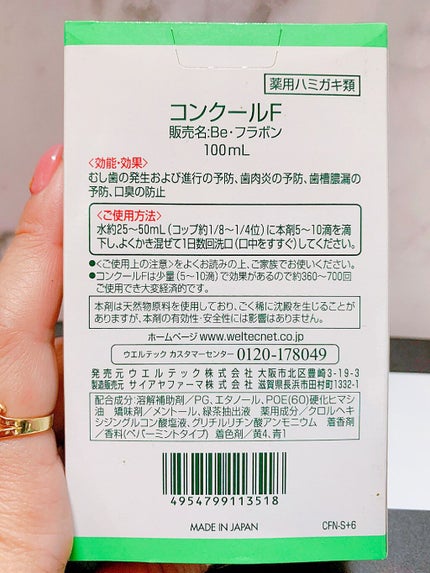 薬用ハミガキ類
コンクールF
販売名:Be・フラボン
100mL
<効能・効果>
むし歯の発生および進行の予防、歯肉炎の予防、歯槽膿漏の
予防、口臭の防止
<ご使用方法>
水約25〜50mL(コップ約1/8〜1/4位)に本剤5〜10滴を滴
下し、よくかき混ぜて1日数回洗口(口中をすすぐ)してください。
●<ご使用上の注意>をよくお読みの上、ご家族でお使いください。
●コンクールFは少量(5〜10滴)で効果があるので約360〜700回
ご使用でき大変経済的です。
本剤は天然物原料を使用しており、ごく稀に沈殿を生じることが
ありますが、本剤の有効性・安全性には影響はありません。
ホームページwww.weltecnet.co.jp
ウエルテック カスタマーセンター 0120-178049
発売元 ウエルテック株式会社 大阪市北区豊崎3-19-3
製造販売元 サイアヤファーマ株式会社 滋賀県長浜市田村町1332-1
配合成分:溶解補助剤/PG、エタノール、POE(60)硬化ヒマシ
油 矯味剤/メントール、緑茶抽出液 薬用成分/クロルヘキ
シジングルコン酸塩液、グリチルリチン酸アンモニウム 着香剤
/香料(ペパーミントタイプ) 着色剤/黄4、青1
4954799113518
MADE IN JAPAN
CFN-S+6